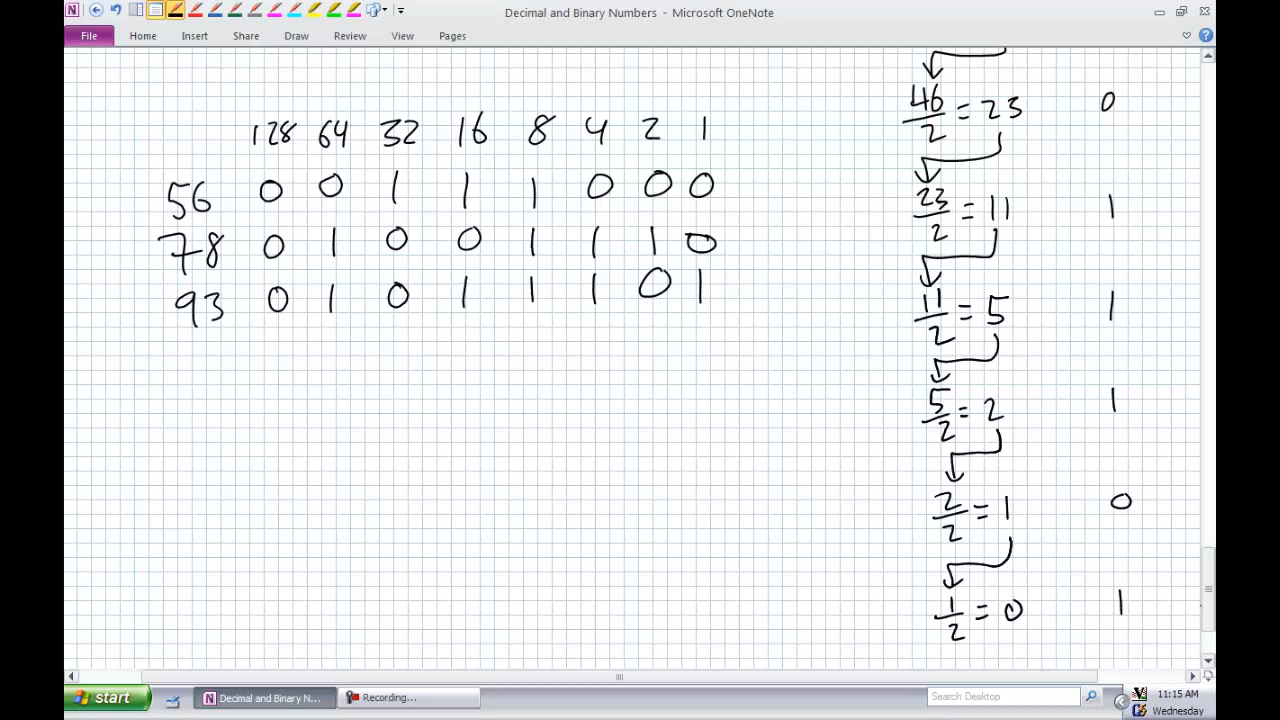 Decimal and Binary Numbers - Microsoft OneNote
File Home Insert Share Draw Review View Pages
128 64 32 16 8 4 2 1
56 0 0 1 1 1 0 0 0
78 0 1 0 0 1 1 1 0
93 0 1 0 1 1 1 0 1
46/2 = 23 0
23/2 = 11 1
11/2 = 5 1
5/2 = 2 1
2/2 = 1 0
1/2 = 0 1
start Decimal and Binary N... Recording... Search Desktop 11:15 AM
Wednesday